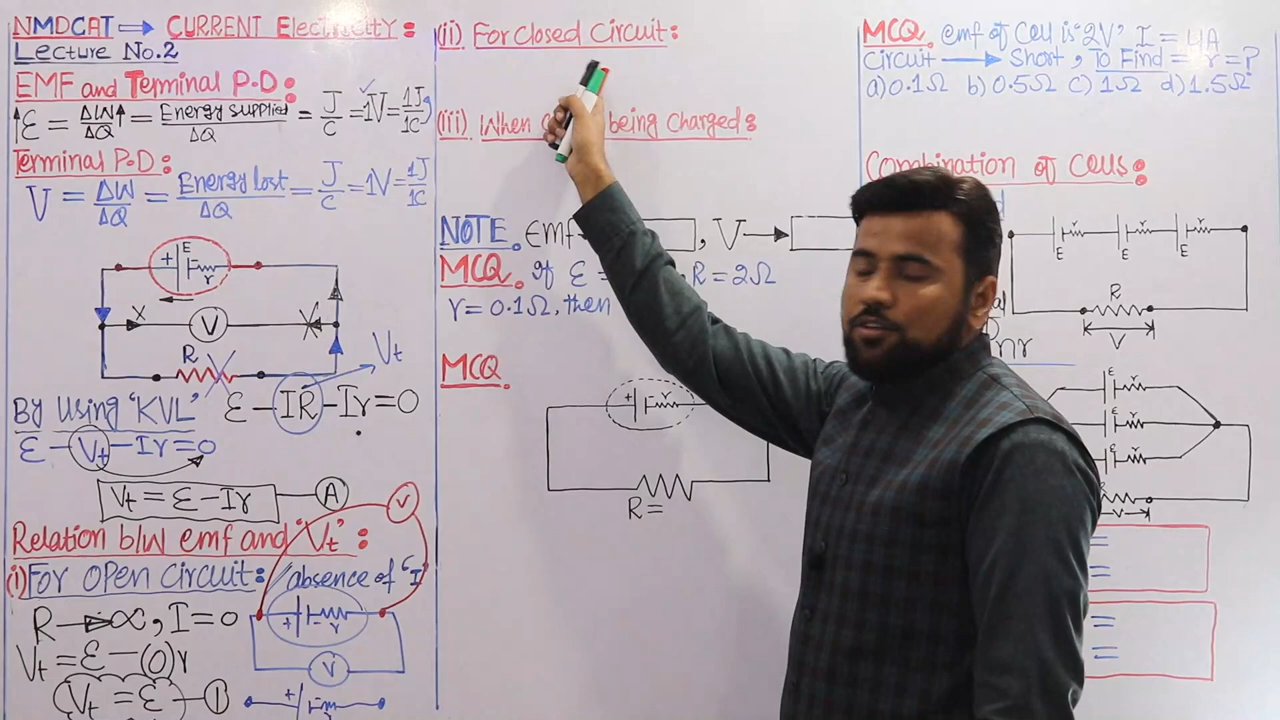 NMDCAT → CURRENT Electricity:
Lecture No.2
EMF and Terminal P.D:
↑Ɛ = ΔW/ΔQ ↑ = Energy supplied/ΔQ = J/C = 1V = 1J/1C
Terminal P.D:
V = ΔW/ΔQ = Energy lost/ΔQ = J/C = 1V = 1J/1C
+ E
r
X V X
R
Vt
By Using 'KVL' Ɛ - IR - Ir = 0
Ɛ - Vt - Ir = 0
Vt = Ɛ - Ir A
Relation b/w emf and 'Vt':
V
(i) For Open Circuit: absence of "I"
R → ∞, I = 0
+ - r
Vt = Ɛ - (0)r
V
Vt = Ɛ 1
+ - r
(ii) For Closed Circuit:
(iii) When being Charged:
NOTE. Emf , V →
MCQ. If Ɛ = , R = 2Ω
r = 0.1Ω, then
MCQ.
+ r
R =
MCQ. emf of Cell is "2V" I = 4A
Circuit → Short, To Find = r = ?
a) 0.1Ω b) 0.5Ω c) 1Ω d) 1.5Ω
Combination of Cells:
r r r
E E E
R
V
nr
E r
E r
E r
=
=
=
=